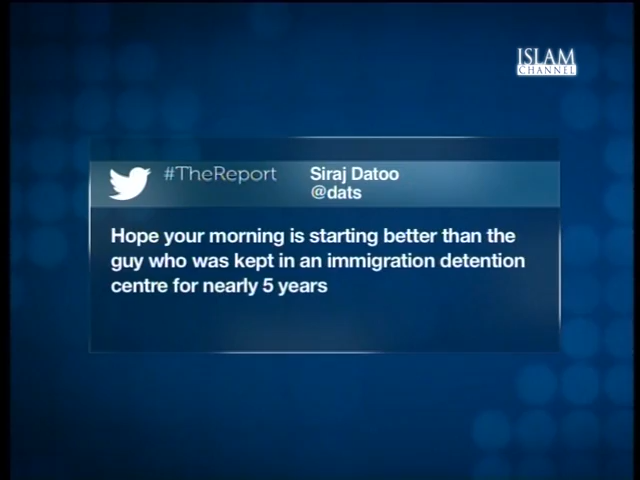 ISLAM
CHANNEL
#TheReport
Siraj Datoo
@dats
Hope your morning is starting better than the
guy who was kept in an immigration detention
centre for nearly 5 years